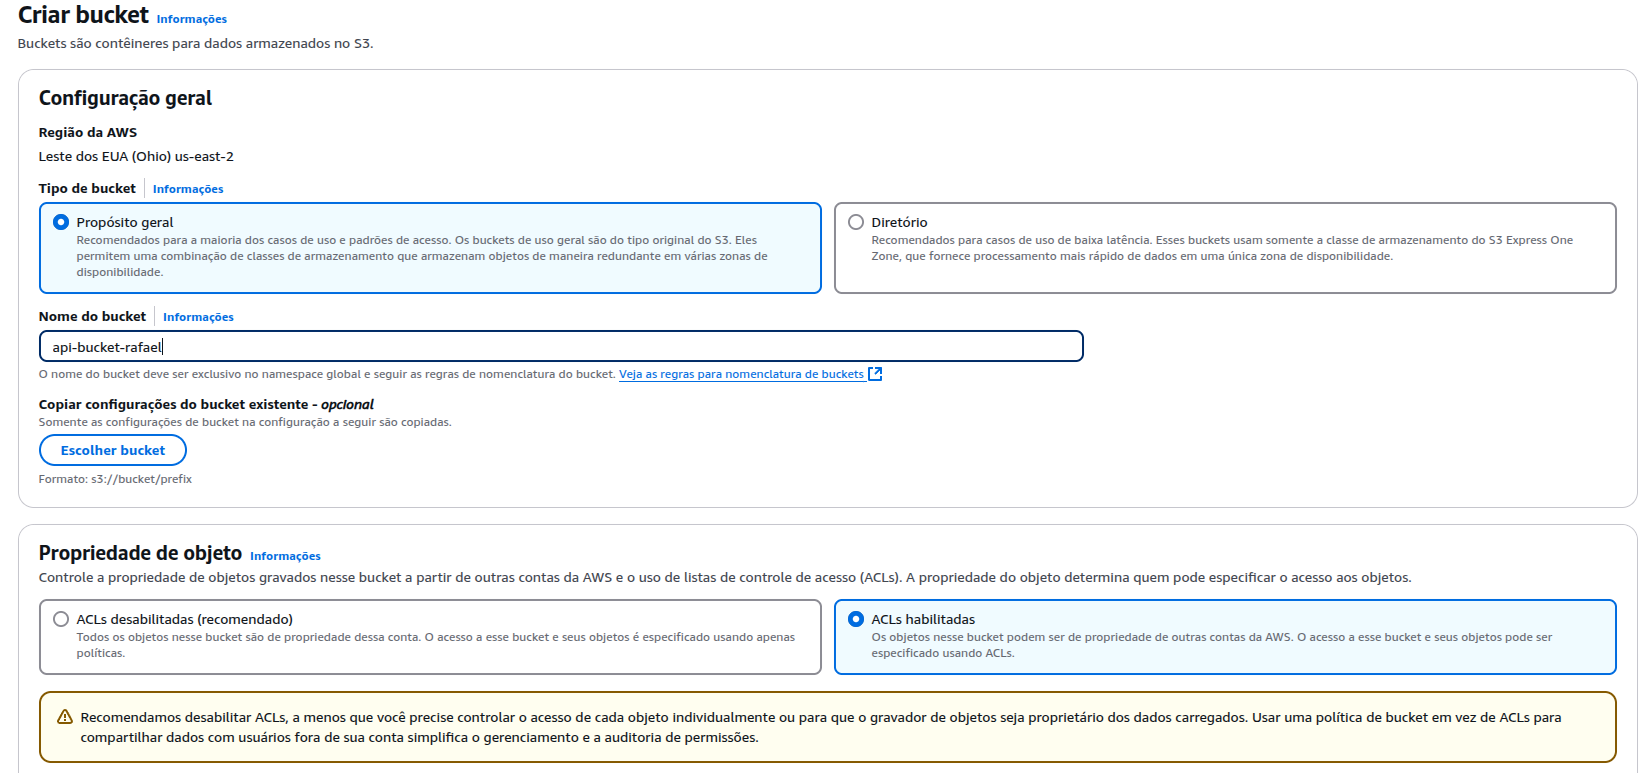 Criar bucket Informações
Buckets são contêineres para dados armazenados no S3.
Configuração geral
Região da AWS
Leste dos EUA (Ohio) us-east-2
Tipo de bucket Informações
Propósito geral
Recomendados para a maioria dos casos de uso e padrões de acesso. Os buckets de uso geral são do tipo original do S3. Eles
permitem uma combinação de classes de armazenamento que armazenam objetos de maneira redundante em várias zonas de
disponibilidade.
Diretório
Recomendados para casos de uso de baixa latência. Esses buckets usam somente a classe de armazenamento do S3 Express One
Zone, que fornece processamento mais rápido de dados em uma única zona de disponibilidade.
Nome do bucket Informações
api-bucket-rafael
O nome do bucket deve ser exclusivo no namespace global e seguir as regras de nomenclatura do bucket. Veja as regras para nomenclatura de buckets
Copiar configurações do bucket existente – opcional
Somente as configurações de bucket na configuração a seguir são copiadas.
Escolher bucket
Formato: s3://bucket/prefix
Propriedade de objeto Informações
Controle a propriedade de objetos gravados nesse bucket a partir de outras contas da AWS e o uso de listas de controle de acesso (ACLs). A propriedade do objeto determina quem pode especificar o acesso aos objetos.
ACLs desabilitadas (recomendado)
Todos os objetos nesse bucket são de propriedade dessa conta. O acesso a esse bucket e seus objetos é especificado usando apenas
políticas.
ACLs habilitadas
Os objetos nesse bucket podem ser de propriedade de outras contas da AWS. O acesso a esse bucket e seus objetos pode ser
especificado usando ACLs.
Recomendamos desabilitar ACLs, a menos que você precise controlar o acesso de cada objeto individualmente ou para que o gravador de objetos seja proprietário dos dados carregados. Usar uma política de bucket em vez de ACLs para
compartilhar dados com usuários fora de sua conta simplifica o gerenciamento e a auditoria de permissões.